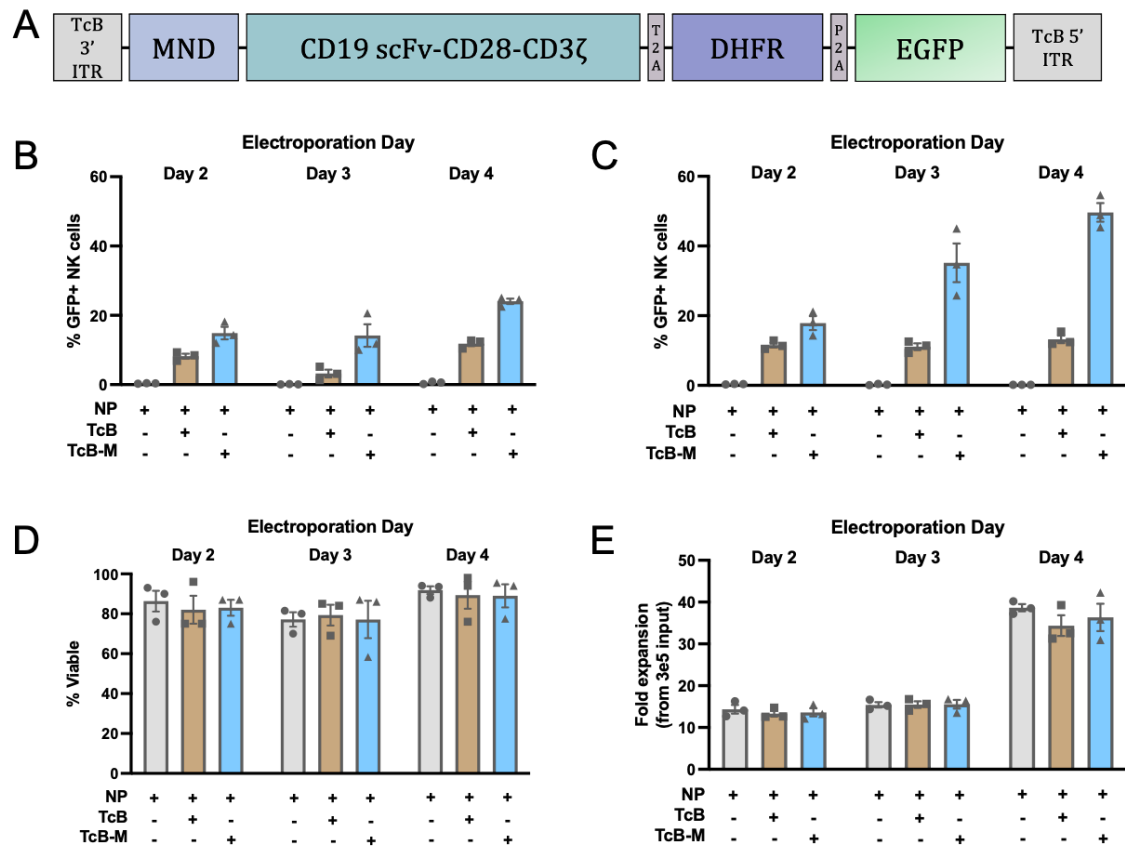 A
TcB
3'
ITR
MND
CD19 scFv-CD28-CD3ζ
T
2
A
DHFR
P
2
A
EGFP
TcB 5'
ITR
B
Electroporation Day
Day 2 Day 3 Day 4
% GFP+ NK cells
60
40
20
0
NP + + + + + + + + +
TcB - + - - + - - + -
TcB-M - - + - - + - - +
C
Electroporation Day
Day 2 Day 3 Day 4
% GFP+ NK cells
60
40
20
0
NP + + + + + + + + +
TcB - + - - + - - + -
TcB-M - - + - - + - - +
D
Electroporation Day
Day 2 Day 3 Day 4
% Viable
100
80
60
40
20
0
NP + + + + + + + + +
TcB - + - - + - - + -
TcB-M - - + - - + - - +
E
Electroporation Day
Day 2 Day 3 Day 4
Fold expansion
(from 3e5 input)
50
40
30
20
10
0
NP + + + + + + + + +
TcB - + - - + - - + -
TcB-M - - + - - + - - +